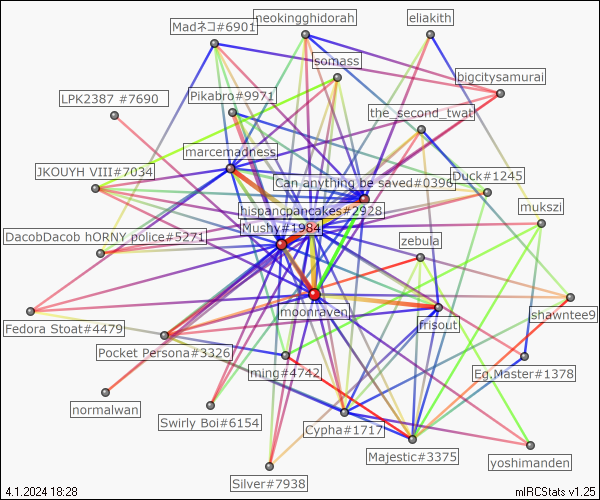 neokingghidorah
eliakith
Madネコ#6901
somass
bigcitysamurai
LPK2387 #7690
Pikabro#9971
the_second_twat
marcemadness
JKOUYH VIII#7034
Can anything be saved#0396
Duck#1245
hispancpancakes#2928
mukszi
Mushy#1984
DacobDacob hORNY police#5271
zebula
moonraven
shawntee9
Fedora Stoat#4479
frisout
Pocket Persona#3326
ming#4742
Eg.Master#1378
normalwan
Swirly Boi#6154
Cypha#1717
Majestic#3375
yoshimanden
Silver#7938
4.1.2024 18:28
mIRCStats v1.25